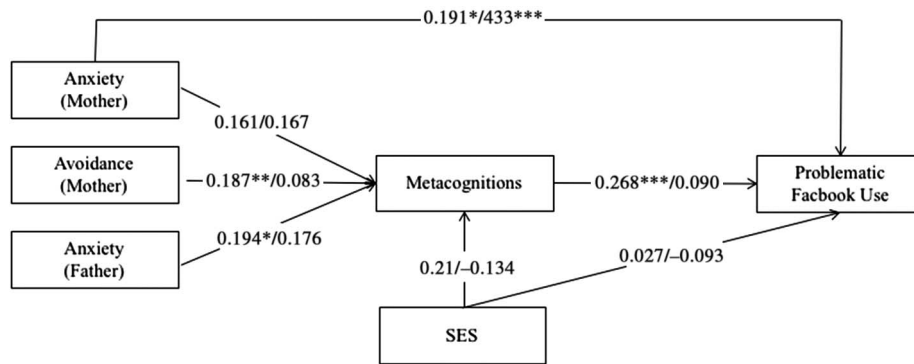 0.191*/433***
Anxiety
(Mother)
0.161/0.167
Avoidance
(Mother)
0.187**/0.083
Metacognitions
0.268***/0.090
Problematic
Facbook Use
0.194*/0.176
Anxiety
(Father)
0.21/–0.134
0.027/–0.093
SES